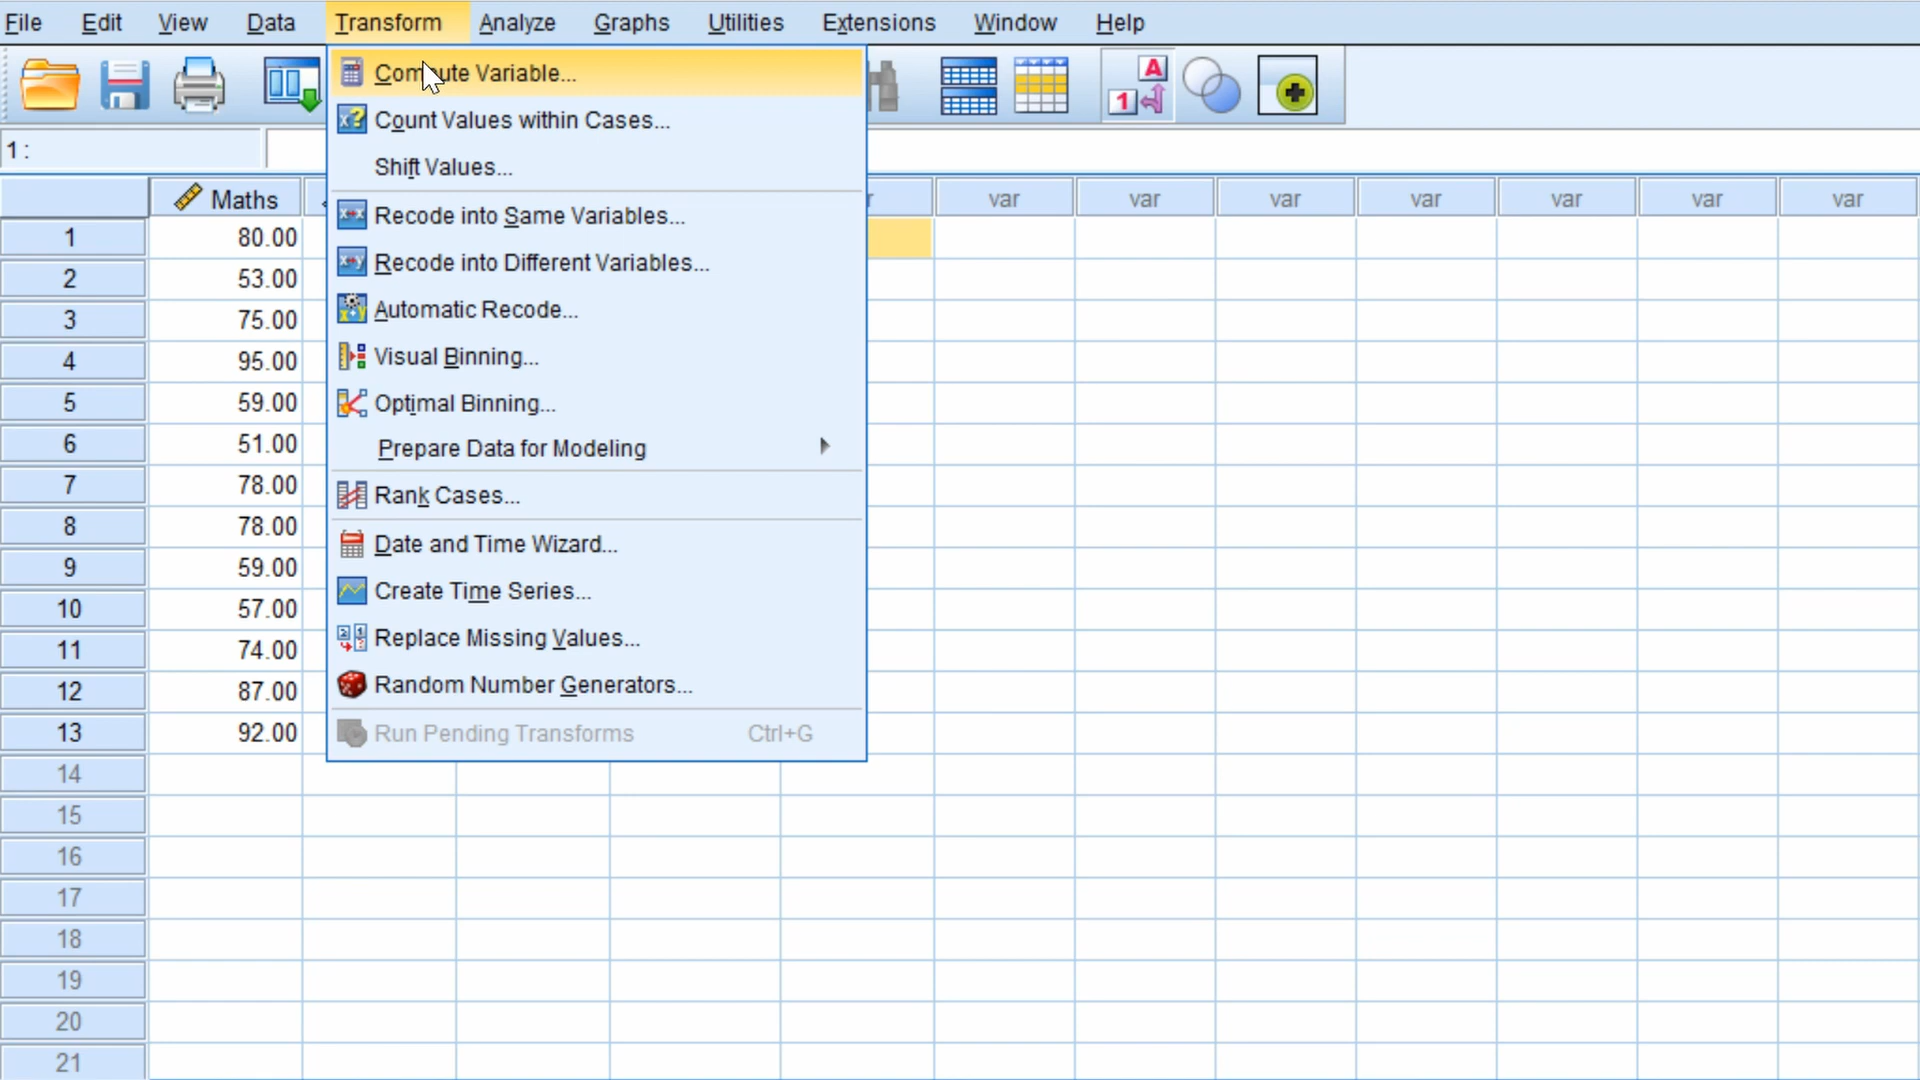 File Edit View Data Transform Analyze Graphs Utilities Extensions Window Help
Compute Variable...
Count Values within Cases...
Shift Values...
Recode into Same Variables...
Recode into Different Variables...
Automatic Recode...
Visual Binning...
Optimal Binning...
Prepare Data for Modeling
Rank Cases...
Date and Time Wizard...
Create Time Series...
Replace Missing Values...
Random Number Generators...
Run Pending Transforms Ctrl+G
A
1
1 :
Maths var var var var var var var
1 80.00
2 53.00
3 75.00
4 95.00
5 59.00
6 51.00
7 78.00
8 78.00
9 59.00
10 57.00
11 74.00
12 87.00
13 92.00
14
15
16
17
18
19
20
21